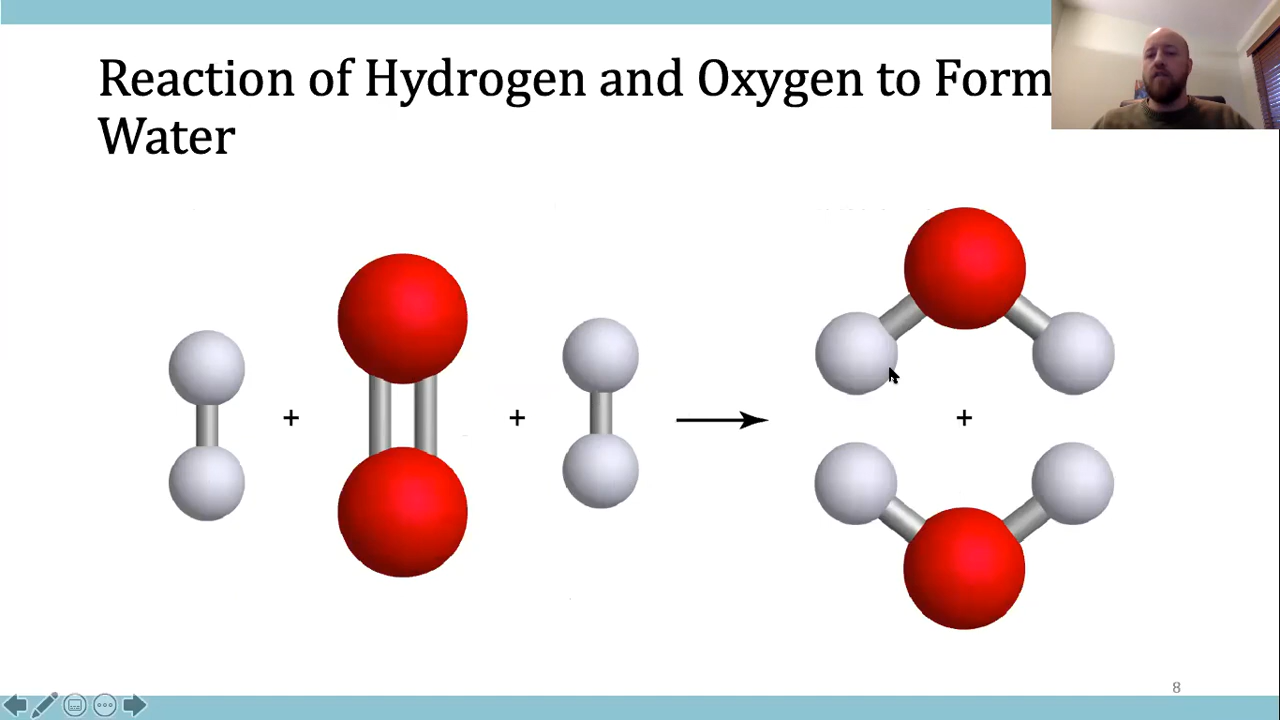 Reaction of Hydrogen and Oxygen to Form
Water
+ +
+
8